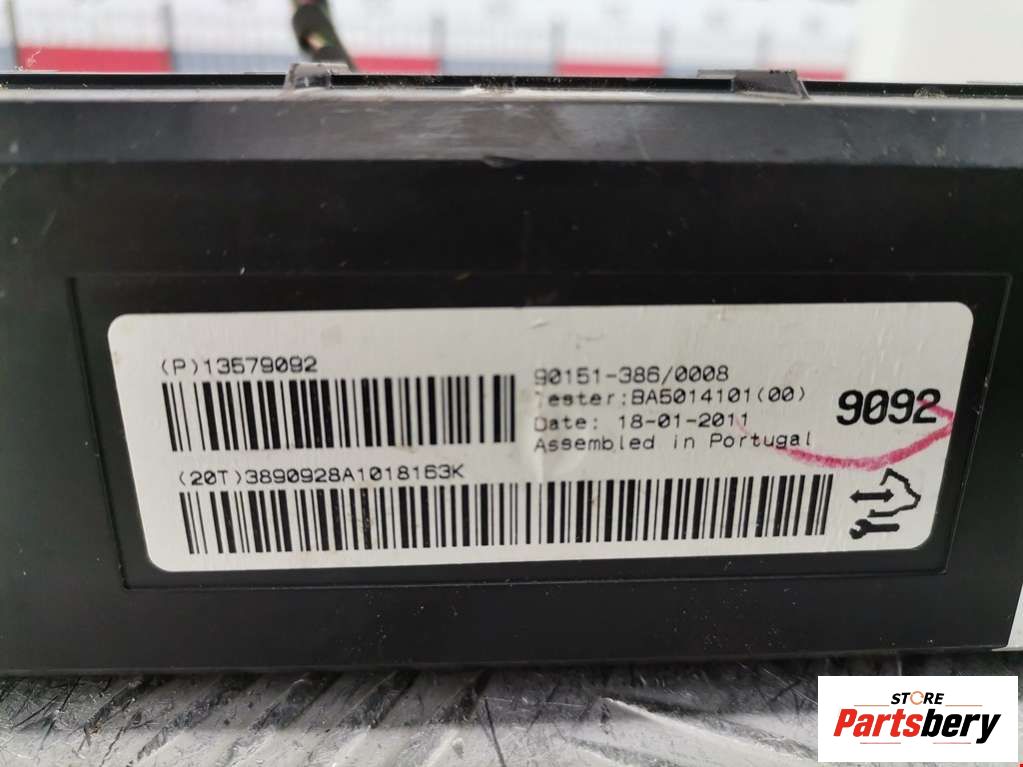 (P)13579092
90151-386/0008
Tester:BA5014101(00)
Date: 18-01-2011
Assembled in Portugal
9092
(20T)3890928A1018163K
STORE
Partsbery